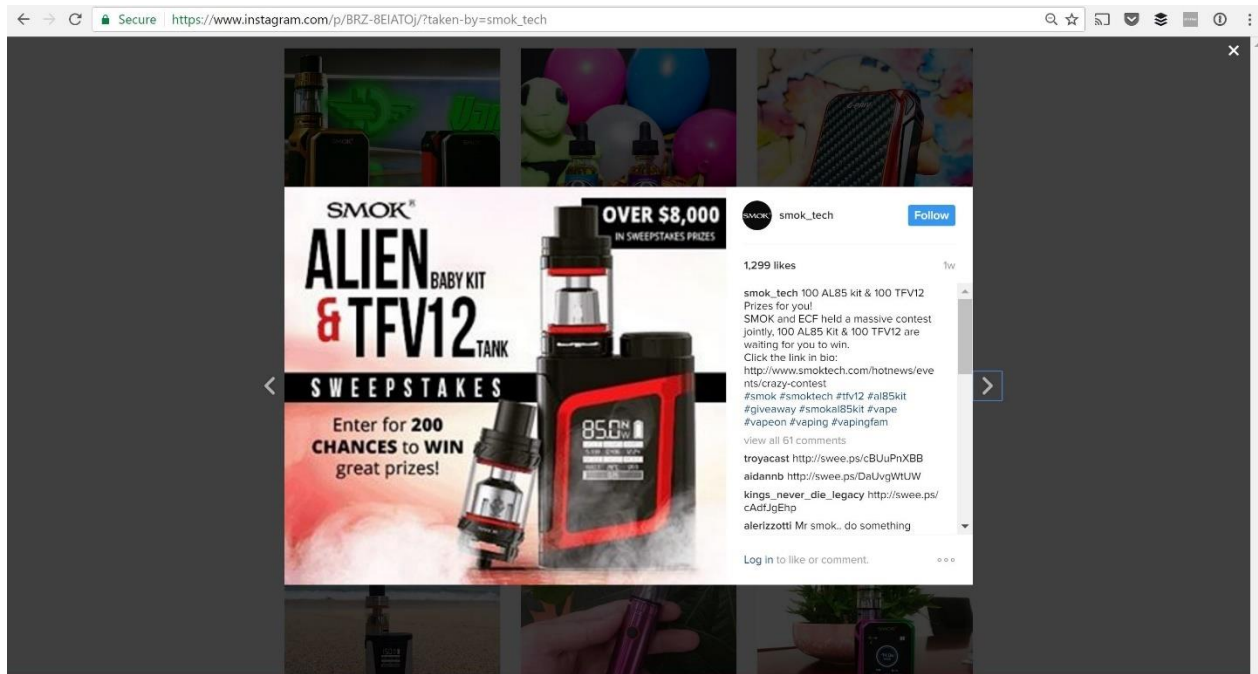 Secure https://www.instagram.com/p/BRZ-8ElATOj/?taken-by=smok_tech
SMOK®
ALIEN BABY KIT
& TFV12 TANK
SWEEPSTAKES
Enter for 200
CHANCES to WIN
great prizes!
OVER $8,000
IN SWEEPSTAKES PRIZES
85.0W
SMOK
smok_tech
Follow
1,299 likes
1w
smok_tech 100 AL85 kit & 100 TFV12
Prizes for you!
SMOK and ECF held a massive contest
jointly, 100 AL85 Kit & 100 TFV12 are
waiting for you to win.
Click the link in bio:
http://www.smoktech.com/hotnews/eve
nts/crazy-contest
#smok #smoktech #tfv12 #al85kit
#giveaway #smokal85kit #vape
#vapeon #vaping #vapingfam
view all 61 comments
troyacast http://swee.ps/cBUuPnXBB
aidannb http://swee.ps/DaUvgWtUW
kings_never_die_legacy http://swee.ps/
cAdfJgEhp
alerizzotti Mr smok.. do something
Log in to like or comment.